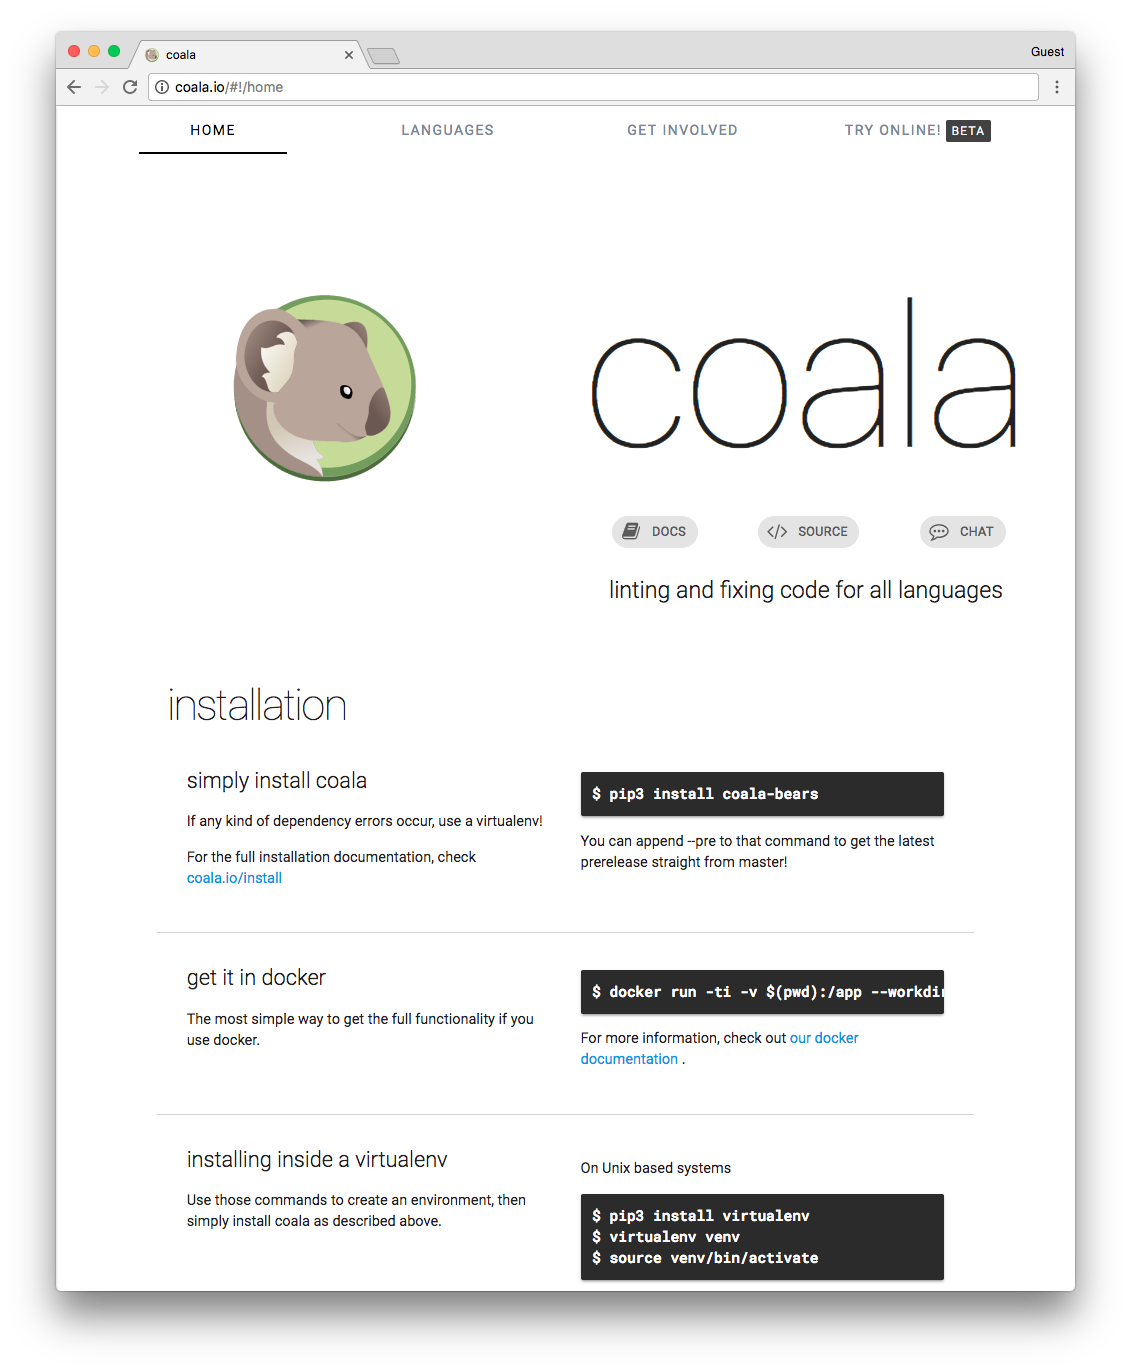 coala
Guest
coala.io/#!/home
HOME
LANGUAGES
GET INVOLVED
TRY ONLINE! BETA
coala
DOCS
SOURCE
CHAT
linting and fixing code for all languages
installation
simply install coala
If any kind of dependency errors occur, use a virtualenv!
For the full installation documentation, check
coala.io/install
$ pip3 install coala-bears
You can append --pre to that command to get the latest
prerelease straight from master!
get it in docker
The most simple way to get the full functionality if you
use docker.
$ docker run -ti -v $(pwd):/app --workdir
For more information, check out our docker
documentation .
installing inside a virtualenv
Use those commands to create an environment, then
simply install coala as described above.
On Unix based systems
$ pip3 install virtualenv
$ virtualenv venv
$ source venv/bin/activate